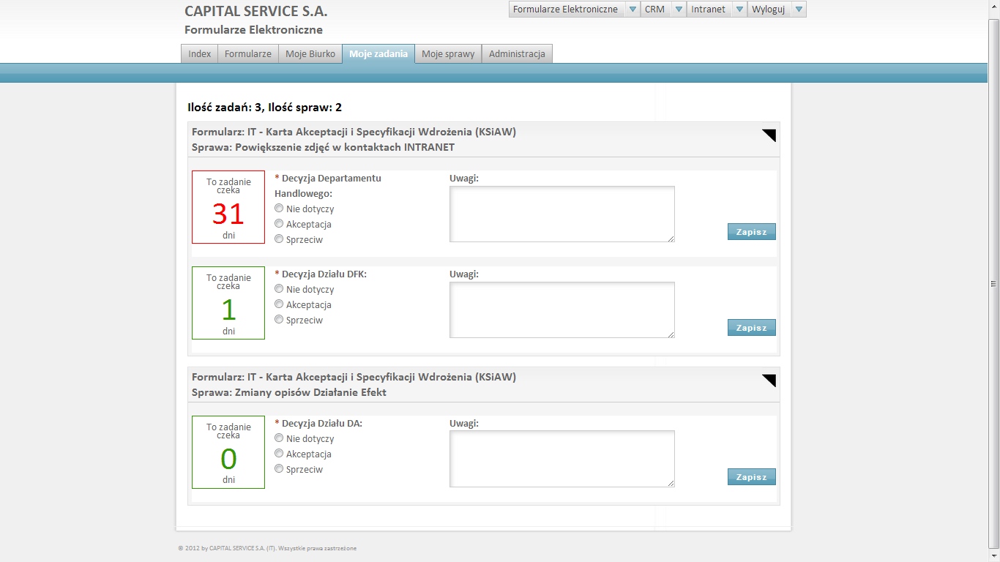 CAPITAL SERVICE S.A.
Formularze Elektroniczne
Formularze Elektroniczne CRM Intranet Wyloguj
Index Formularze Moje Biurko Moje zadania Moje sprawy Administracja
Ilość zadań: 3, Ilość spraw: 2
Formularz: IT - Karta Akceptacji i Specyfikacji Wdrożenia (KSiAW)
Sprawa: Powiększenie zdjęć w kontaktach INTRANET
To zadanie
czeka
31
dni
* Decyzja Departamentu
Handlowego:
Nie dotyczy
Akceptacja
Sprzeciw
Uwagi:
Zapisz
To zadanie
czeka
1
dni
* Decyzja Działu DFK:
Nie dotyczy
Akceptacja
Sprzeciw
Uwagi:
Zapisz
Formularz: IT - Karta Akceptacji i Specyfikacji Wdrożenia (KSiAW)
Sprawa: Zmiany opisów Działanie Efekt
To zadanie
czeka
0
dni
* Decyzja Działu DA:
Nie dotyczy
Akceptacja
Sprzeciw
Uwagi:
Zapisz
© 2012 by CAPITAL SERVICE S.A. (IT). Wszystkie prawa zastrzeżone